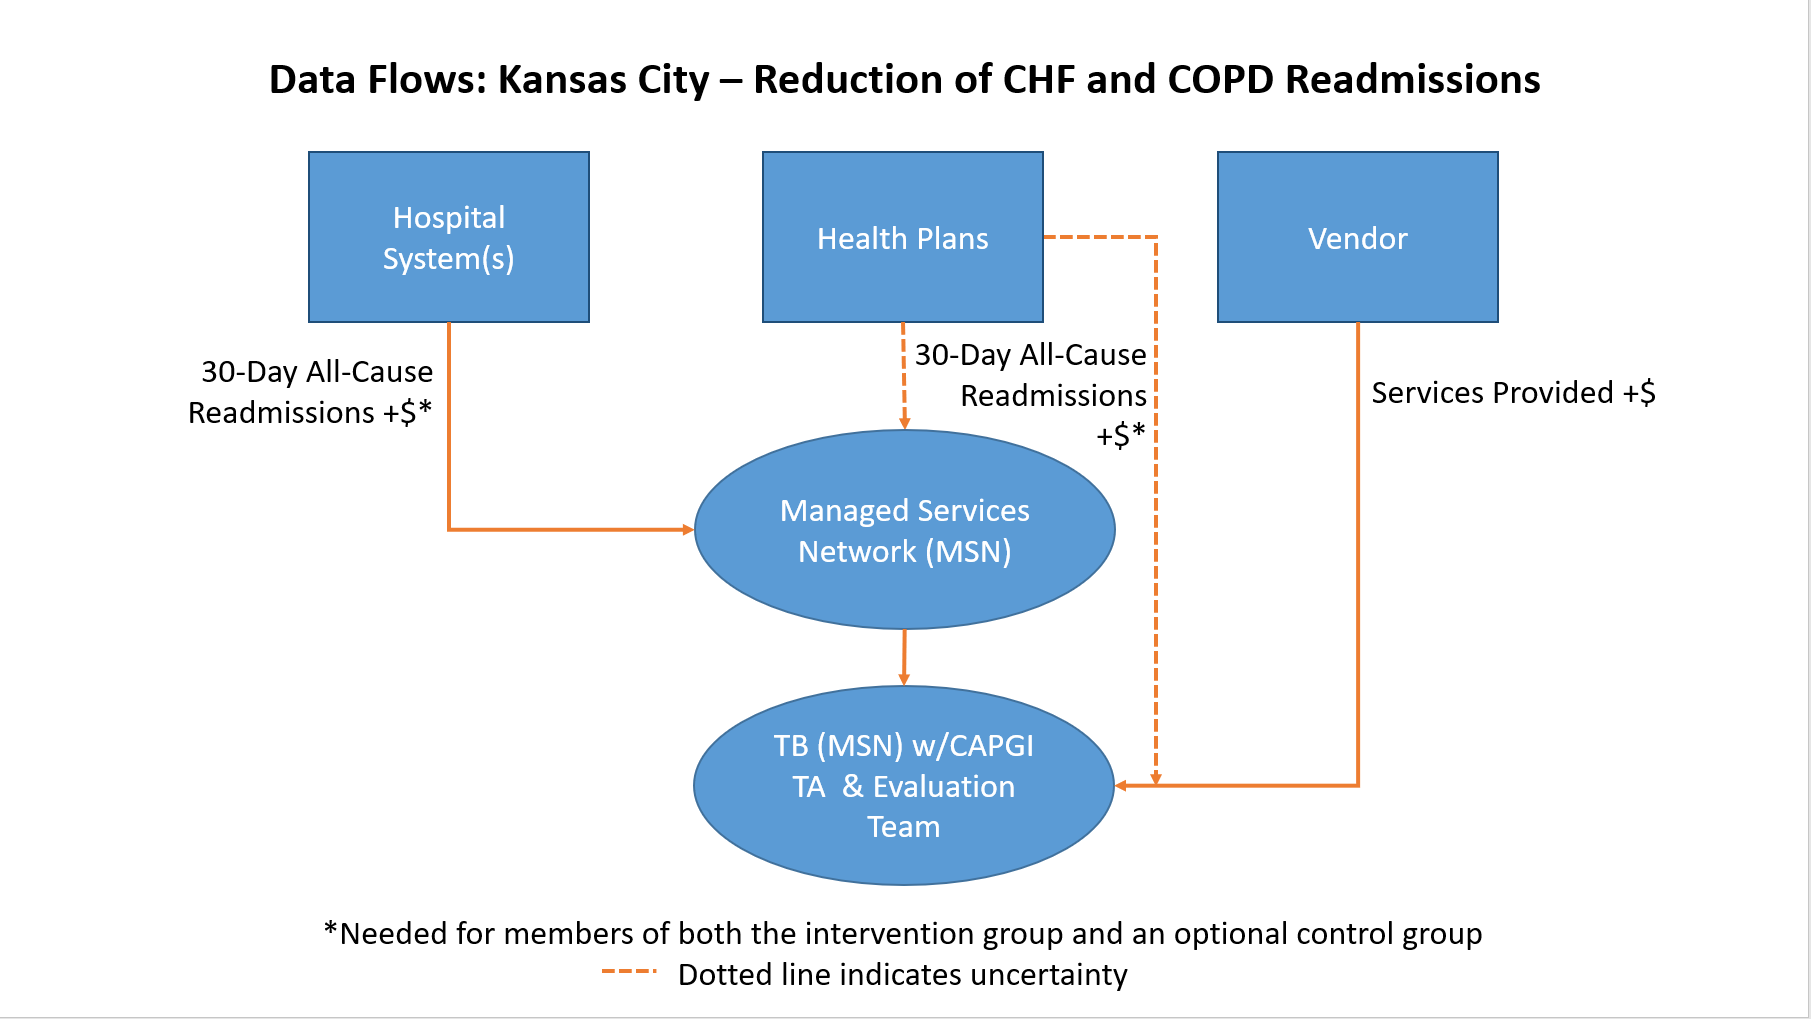 Data Flows: Kansas City – Reduction of CHF and COPD Readmissions
Hospital
System(s)
Health Plans
Vendor
30-Day All-Cause
Readmissions +$*
30-Day All-Cause
Readmissions
+$*
Services Provided +$
Managed Services
Network (MSN)
TB (MSN) w/CAPGI
TA & Evaluation
Team
*Needed for members of both the intervention group and an optional control group
Dotted line indicates uncertainty